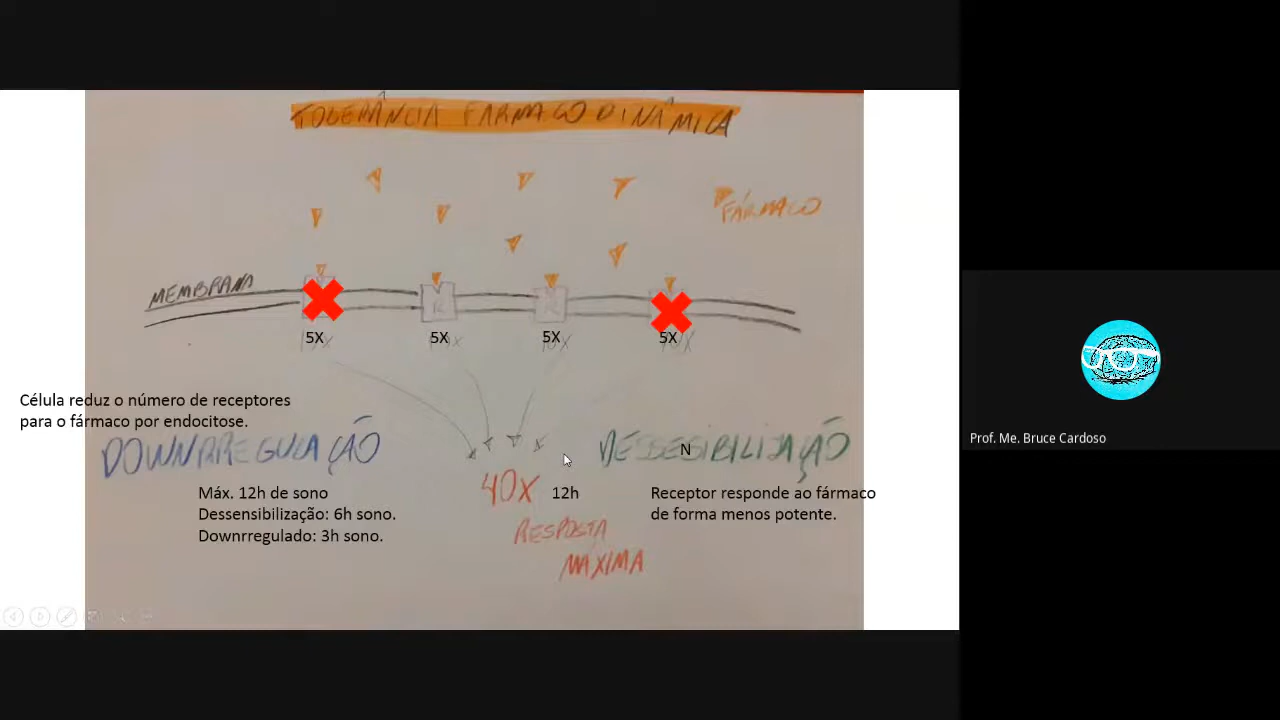 TOLERÂNCIA FARMACODINÂMICA
FÁRMACO
MEMBRANA
R
5X
5X
5X
5X
Célula reduz o número de receptores
para o fármaco por endocitose.
DOWNRREGULAÇÃO
DESSESIBILIZAÇÃO
N
Máx. 12h de sono
Dessensibilização: 6h sono.
Downrregulado: 3h sono.
40X
12h
RESPOSTA
MÁXIMA
Receptor responde ao fármaco
de forma menos potente.
Prof. Me. Bruce Cardoso